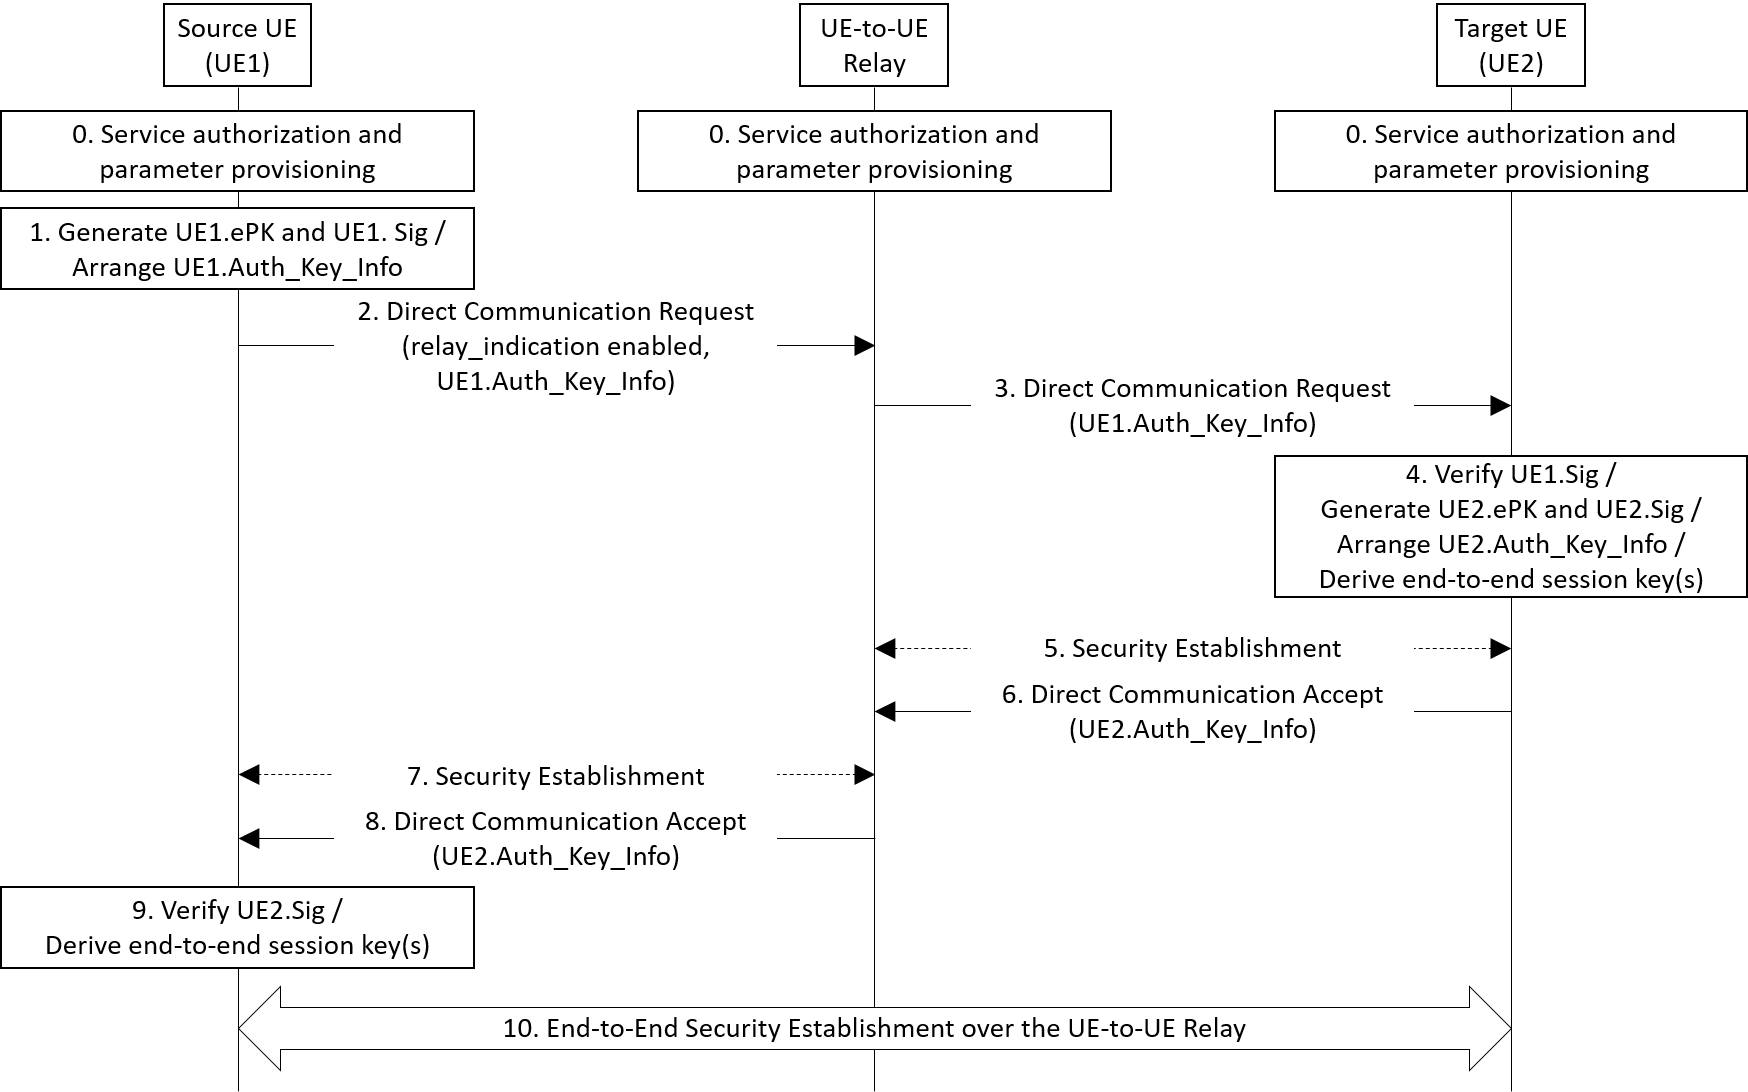 Source UE
(UE1)
UE-to-UE
Relay
Target UE
(UE2)
0. Service authorization and
parameter provisioning
0. Service authorization and
parameter provisioning
0. Service authorization and
parameter provisioning
1. Generate UE1.ePK and UE1. Sig /
Arrange UE1.Auth_Key_Info
2. Direct Communication Request
(relay_indication enabled,
UE1.Auth_Key_Info)
3. Direct Communication Request
(UE1.Auth_Key_Info)
4. Verify UE1.Sig /
Generate UE2.ePK and UE2.Sig /
Arrange UE2.Auth_Key_Info /
Derive end-to-end session key(s)
5. Security Establishment
6. Direct Communication Accept
(UE2.Auth_Key_Info)
7. Security Establishment
8. Direct Communication Accept
(UE2.Auth_Key_Info)
9. Verify UE2.Sig /
Derive end-to-end session key(s)
10. End-to-End Security Establishment over the UE-to-UE Relay